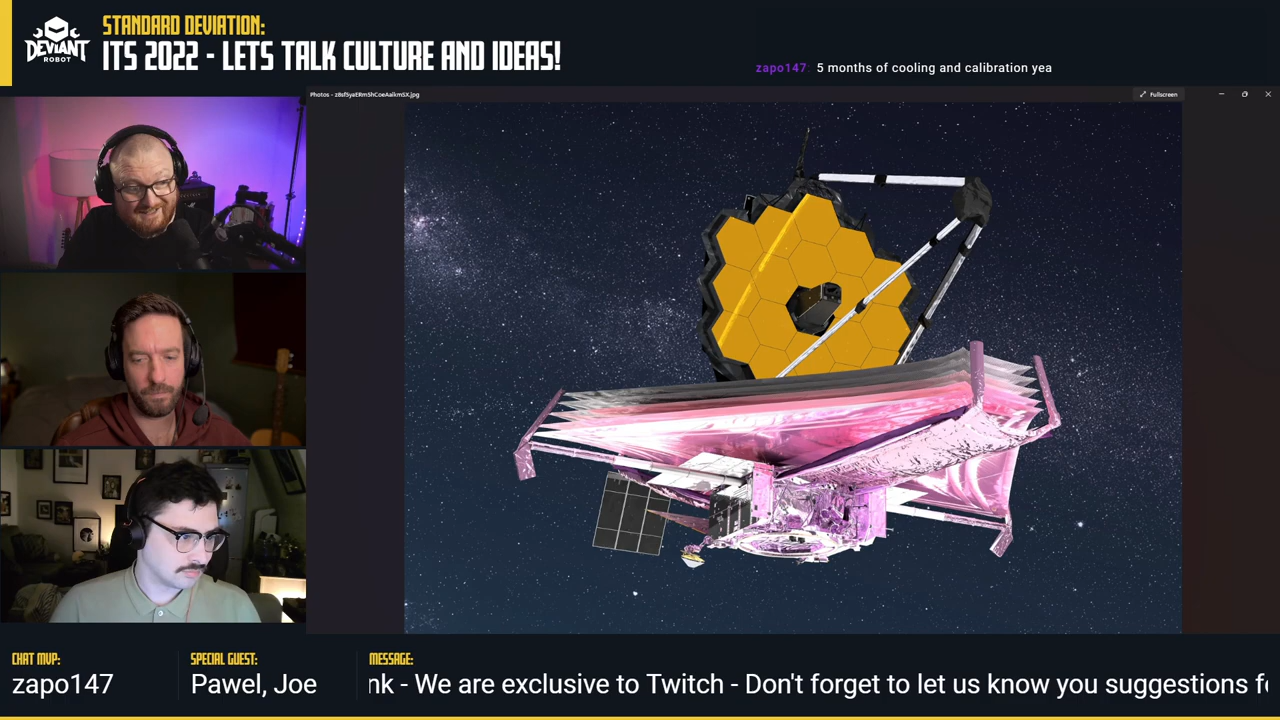 DEVIANT
ROBOT
STANDARD DEVIATION:
ITS 2022 - LETS TALK CULTURE AND IDEAS!
zapo147: 5 months of cooling and calibration yea
Fullscreen
CHAT MVP:
zapo147
SPECIAL GUEST:
Pawel, Joe
MESSAGE:
nk - We are exclusive to Twitch - Don't forget to let us know you suggestions fo